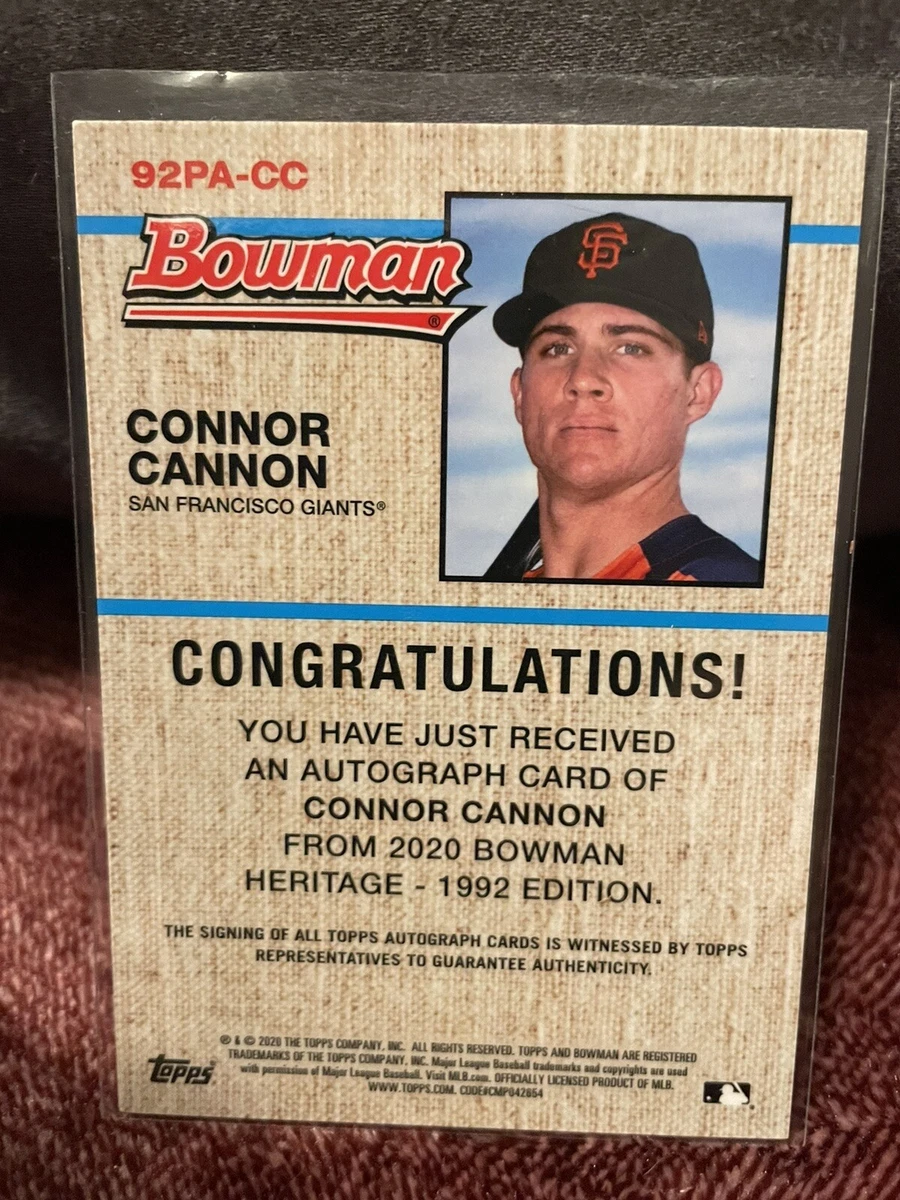 92PA-CC
Bowman®
CONNOR
CANNON
SAN FRANCISCO GIANTS®
SF
CONGRATULATIONS!
YOU HAVE JUST RECEIVED
AN AUTOGRAPH CARD OF
CONNOR CANNON
FROM 2020 BOWMAN
HERITAGE - 1992 EDITION.
THE SIGNING OF ALL TOPPS AUTOGRAPH CARDS IS WITNESSED BY TOPPS
REPRESENTATIVES TO GUARANTEE AUTHENTICITY.
® & © 2020 THE TOPPS COMPANY, INC. ALL RIGHTS RESERVED. TOPPS AND BOWMAN ARE REGISTERED
TRADEMARKS OF THE TOPPS COMPANY, INC. Major League Baseball trademarks and copyrights are used
with permission of Major League Baseball. Visit MLB.com. OFFICIALLY LICENSED PRODUCT OF MLB.
WWW.TOPPS.COM. CODE#CMP042654
topps®